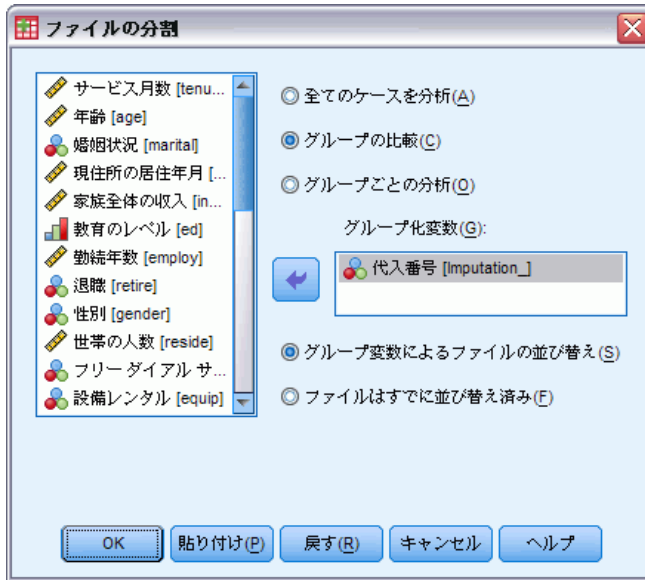 ファイルの分割
サービス月数 [tenu...
年齢 [age]
婚姻状況 [marital]
現住所の居住年月 [...
家族全体の収入 [in...
教育のレベル [ed]
勤続年数 [employ]
退職 [retire]
性別 [gender]
世帯の人数 [reside]
フリー ダイアル サ...
設備レンタル [equip]
全てのケースを分析(A)
グループの比較(C)
グループごとの分析(O)
グループ化変数(G):
代入番号 [Imputation_]
グループ変数によるファイルの並び替え(S)
ファイルはすでに並び替え済み(F)
OK
貼り付け(P)
戻す(R)
キャンセル
ヘルプ